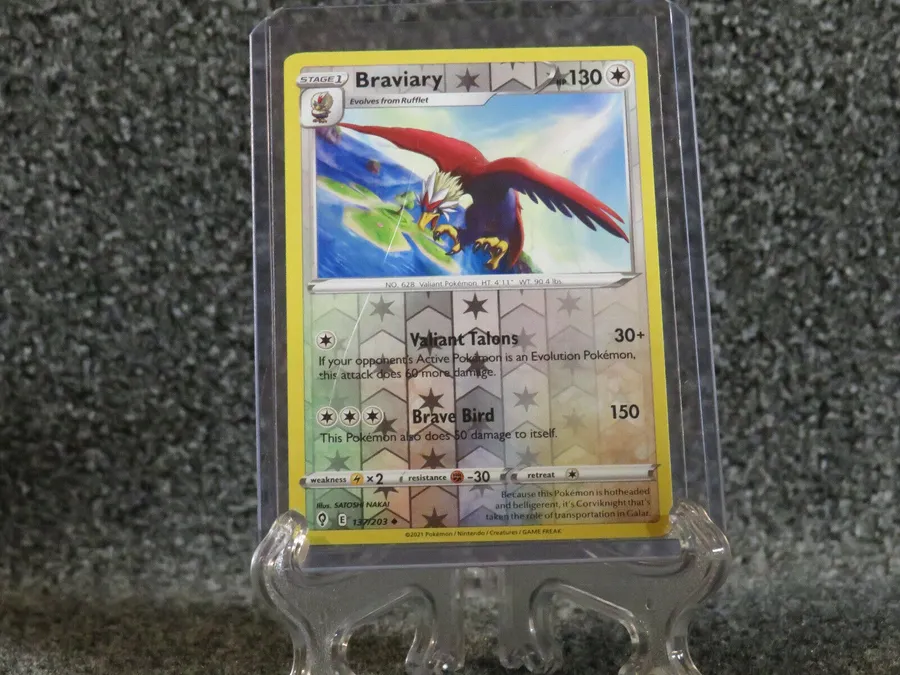 STAGE 1 Braviary HP 130
Evolves from Rufflet
NO. 628 Valiant Pokémon HT: 4'11" WT: 90.4 lbs.
Valiant Talons 30+
If your opponent's Active Pokémon is an Evolution Pokémon,
this attack does 60 more damage.
Brave Bird 150
This Pokémon also does 50 damage to itself.
weakness ×2 resistance -30 retreat
Because this Pokémon is hotheaded
and belligerent, it's Corviknight that's
taken the role of transportation in Galar.
Illus. SATOSHI NAKAI
E 137/203
©2021 Pokémon / Nintendo / Creatures / GAME FREAK